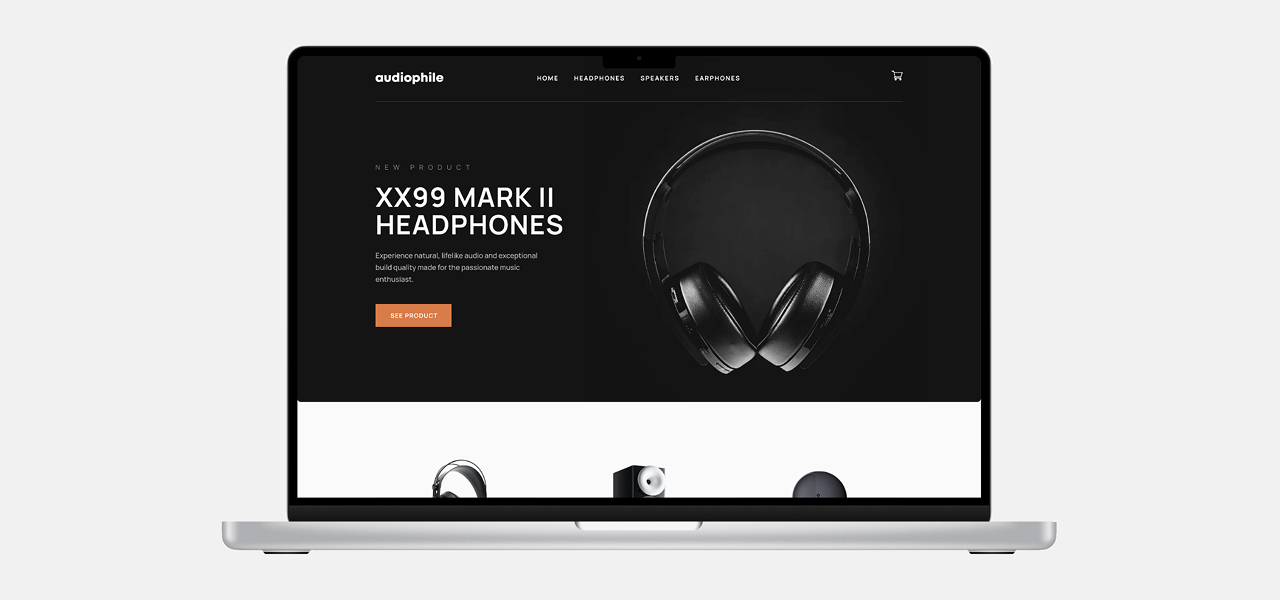 audiophile
HOME HEADPHONES SPEAKERS EARPHONES
NEW PRODUCT
XX99 MARK II
HEADPHONES
Experience natural, lifelike audio and exceptional
build quality made for the passionate music
enthusiast.
SEE PRODUCT